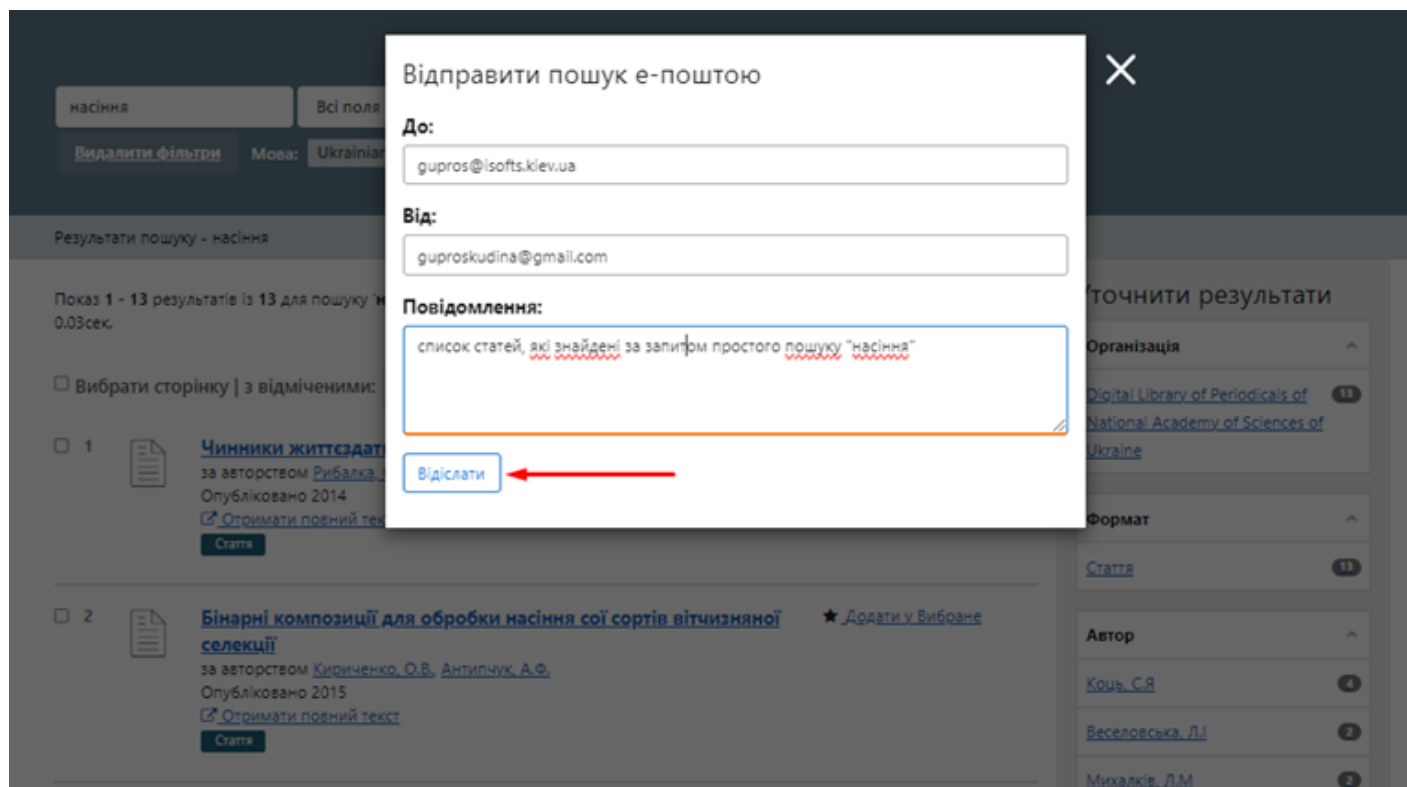 Відправити пошук е-поштою
До:
gupros@isofts.kiev.ua
Від:
guproskudina@gmail.com
Повідомлення:
список статей, які знайдені за запитом простого пошуку "насіння"
Відіслати
насіння
Всі поля
Видалити фільтри
Мова:
Ukrainian
Результати пошуку - насіння
Показ 1 - 13 результатів із 13 для пошуку
0.03сек.
Вибрати сторінку | з відміченими:
1
Чинники
за авторством Рибалка,
Опубліковано 2014
Отримати повний
Стаття
2
Бінарні композиції для обробки насіння сої сортів вітчизняної
селекції
за авторством Кириченко, О.В., Антипчук, А.Ф.
Опубліковано 2015
Отримати повний текст
Стаття
Додати у Вибране
результати
Організація
Digital Library of Periodicals of 13
National Academy of Sciences of
Ukraine
Формат
Стаття 13
Автор
Коць, С.Я 4
Веселовська, Л.І 2
Михалків, Л.М 2